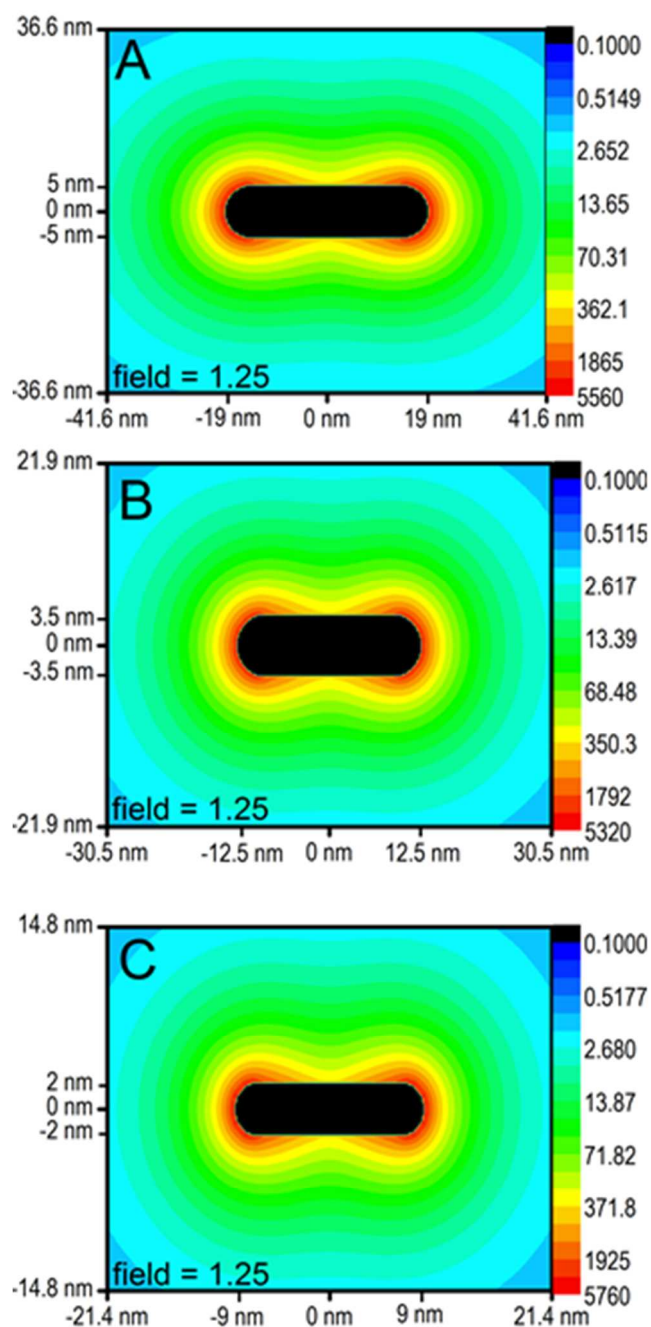 36.6 nm
A
0.1000
0.5149
2.652
5 nm
0 nm
-5 nm
13.65
70.31
362.1
1865
field = 1.25
-36.6 nm
5560
-41.6 nm -19 nm 0 nm 19 nm 41.6 nm
21.9 nm
B
0.1000
0.5115
2.617
3.5 nm
0 nm
-3.5 nm
13.39
68.48
350.3
1792
field = 1.25
-21.9 nm
5320
-30.5 nm -12.5 nm 0 nm 12.5 nm 30.5 nm
14.8 nm
C
0.1000
0.5177
2.680
2 nm
0 nm
-2 nm
13.87
71.82
371.8
1925
field = 1.25
-14.8 nm
5760
-21.4 nm -9 nm 0 nm 9 nm 21.4 nm